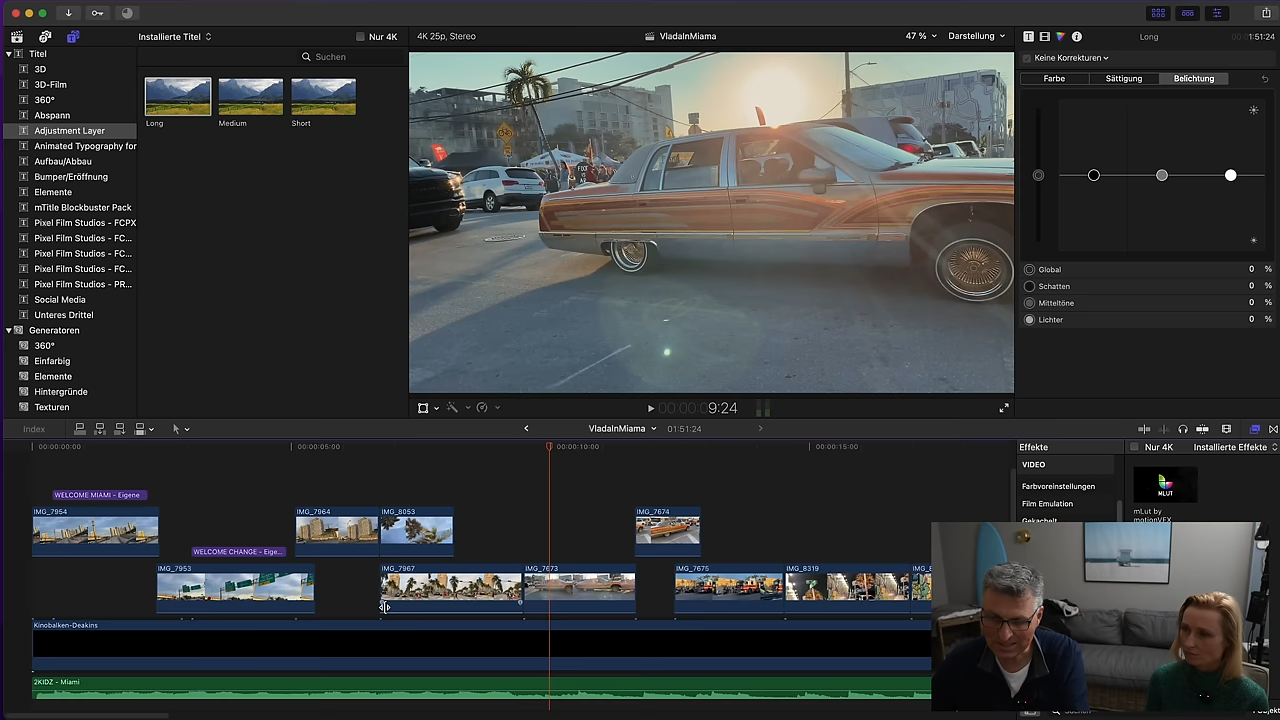 Installierte Titel
Nur 4K
4K 25p, Stereo
VladaInMiama
47 %
Darstellung
Long
1:51:24
Titel
3D
3D-Film
360°
Abspann
Adjustment Layer
Animated Typography for
Aufbau/Abbau
Bumper/Eröffnung
Elemente
mTitle Blockbuster Pack
Pixel Film Studios - FCPX
Pixel Film Studios - FC...
Pixel Film Studios - FC...
Pixel Film Studios - FC...
Pixel Film Studios - PR...
Social Media
Unteres Drittel
Generatoren
360°
Einfarbig
Elemente
Hintergründe
Texturen
Suchen
Long
Medium
Short
Keine Korrekturen
Farbe
Sättigung
Belichtung
Global 0 %
Schatten 0 %
Mitteltöne 0 %
Lichter 0 %
00:00:09:24
Index
VladaInMiama
01:51:24
00:00:00:00
00:00:05:00
00:00:10:00
00:00:15:00
WELCOME MIAMI - Eigene
IMG_7954
IMG_7964
IMG_8053
IMG_7674
WELCOME CHANGE - Eige...
IMG_7953
IMG_7967
IMG_7673
IMG_7675
IMG_8319
Kinobalken-Deakins
2KIDZ - Miami
Effekte
Nur 4K
Installierte Effekte
VIDEO
Farbvoreinstellungen
Film Emulation
Gekachelt
MLUT
mLut by
motionVFX